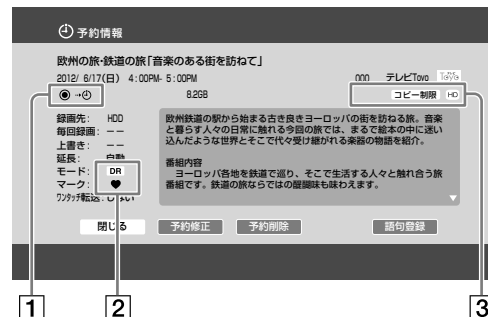 予約情報
欧州の旅・鉄道の旅「音楽のある街を訪ねて」
2012/ 6/17(日) 4:00PM- 5:00PM 000 テレビToyo
8.2GB コピー制限 HD
録画先: HDD
毎回録画: －－
上書き: －－
延長: 自動
モード: DR
マーク: ♥
ワンタッチ転送: しない
欧州鉄道の駅から始まる古き良きヨーロッパの街を訪ねる旅。音楽
と暮らす人々の日常に触れる今回の旅では、まるで絵本の中に迷い
込んだような世界とそこで代々受け継がれる楽器の物語を紹介。
番組内容
ヨーロッパ各地を鉄道で巡り、そこで生活する人々と触れ合う旅
番組です。鉄道の旅ならではの醍醐味も味わえます。
閉じる 予約修正 予約削除 語句登録
1 2 3